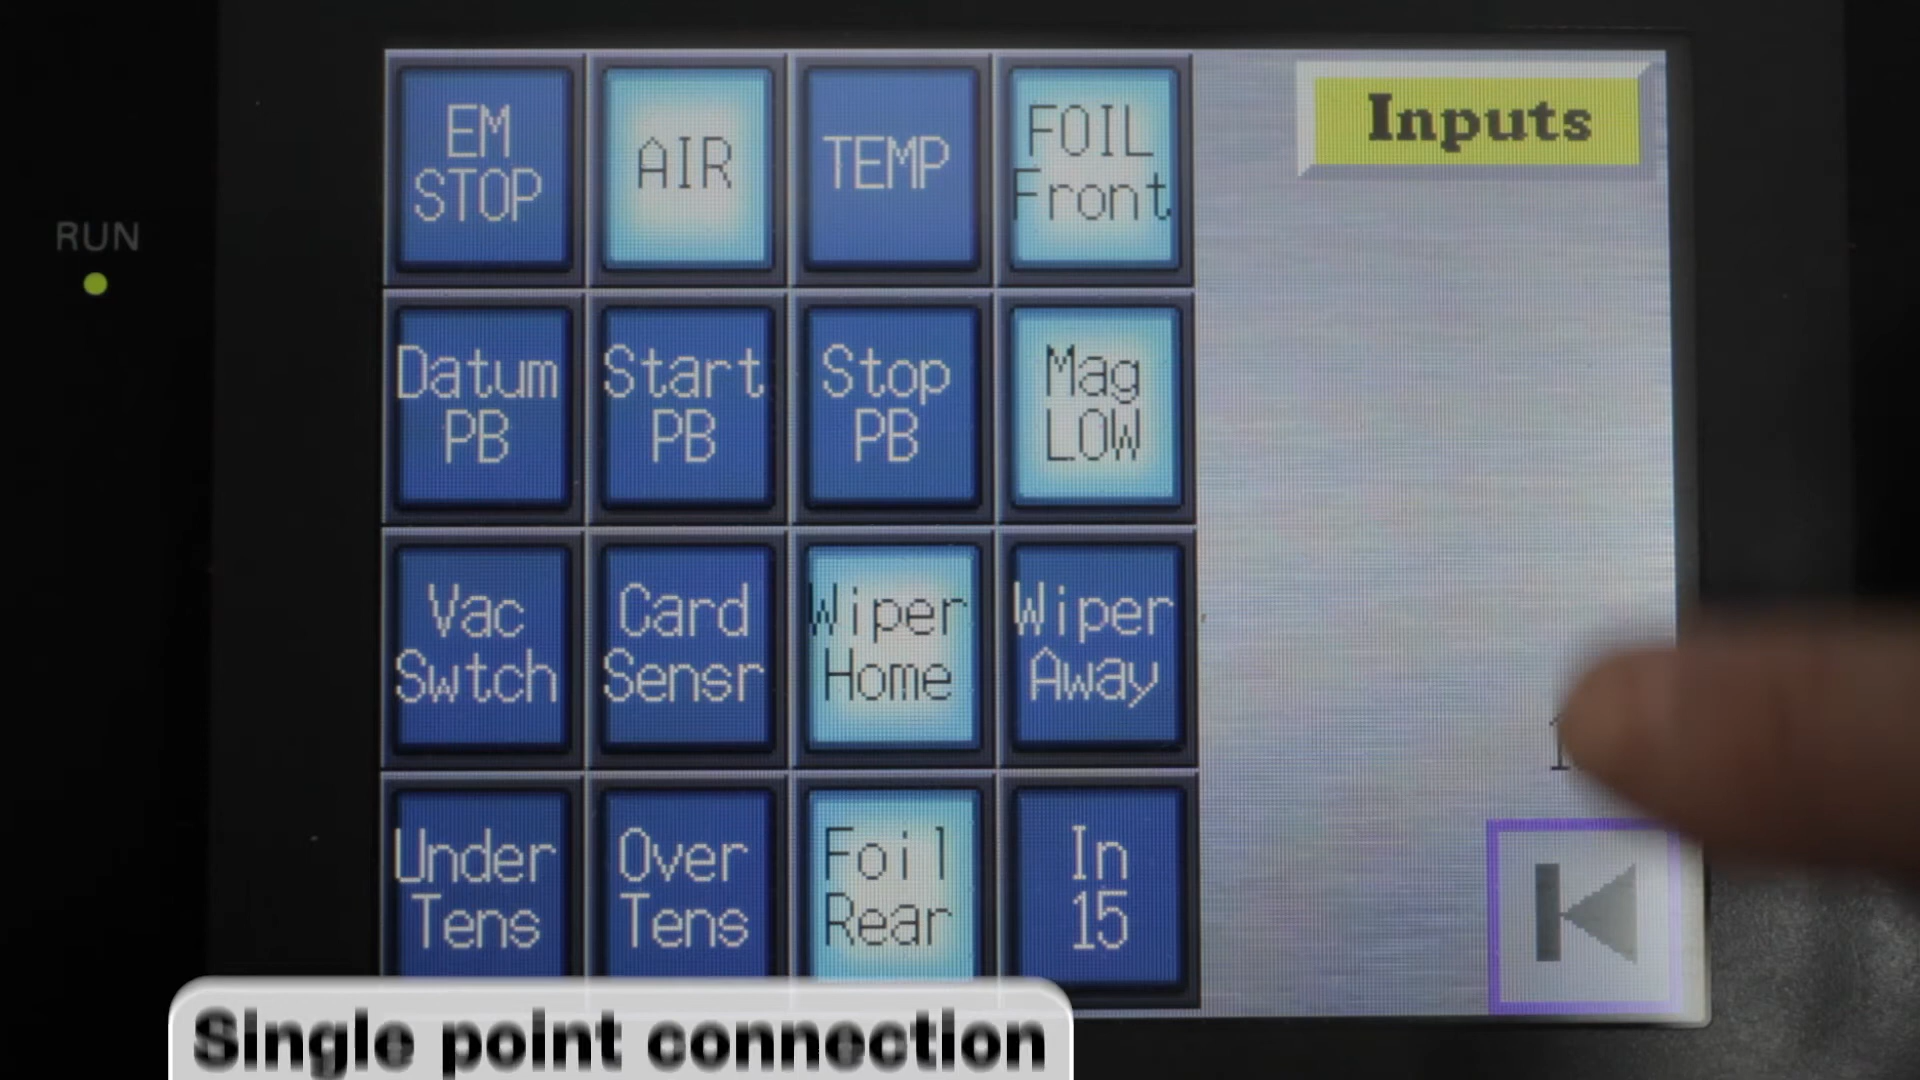 RUN
Inputs
EM
STOP
AIR
TEMP
FOIL
Front
Datum
PB
Start
PB
Stop
PB
Mag
LOW
Vac
Swtch
Card
Sensr
Wiper
Home
Wiper
Away
Under
Tens
Over
Tens
Foil
Rear
In
15
Single point connection